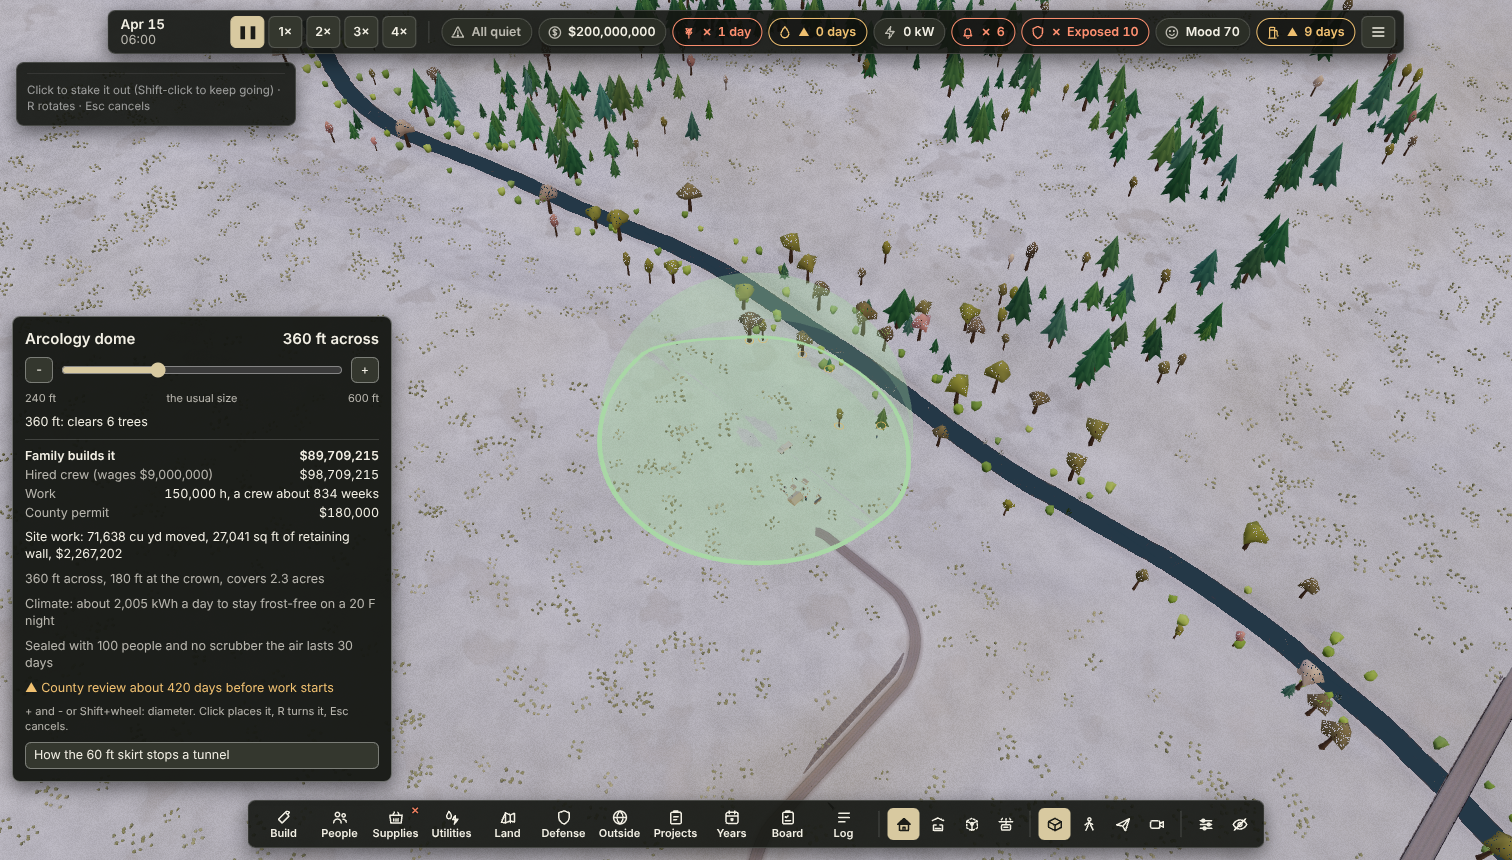 Apr 15
06:00
1×
2×
3×
4×
All quiet
$200,000,000
× 1 day
▲ 0 days
0 kW
× 6
× Exposed 10
Mood 70
▲ 9 days
Click to stake it out (Shift-click to keep going) ·
R rotates · Esc cancels
Arcology dome 360 ft across
- +
240 ft the usual size 600 ft
360 ft: clears 6 trees
Family builds it $89,709,215
Hired crew (wages $9,000,000) $98,709,215
Work 150,000 h, a crew about 834 weeks
County permit $180,000
Site work: 71,638 cu yd moved, 27,041 sq ft of retaining
wall, $2,267,202
360 ft across, 180 ft at the crown, covers 2.3 acres
Climate: about 2,005 kWh a day to stay frost-free on a 20 F
night
Sealed with 100 people and no scrubber the air lasts 30
days
▲ County review about 420 days before work starts
+ and - or Shift+wheel: diameter. Click places it, R turns it, Esc
cancels.
How the 60 ft skirt stops a tunnel
Build
People
Supplies ×
Utilities
Land
Defense
Outside
Projects
Years
Board
Log